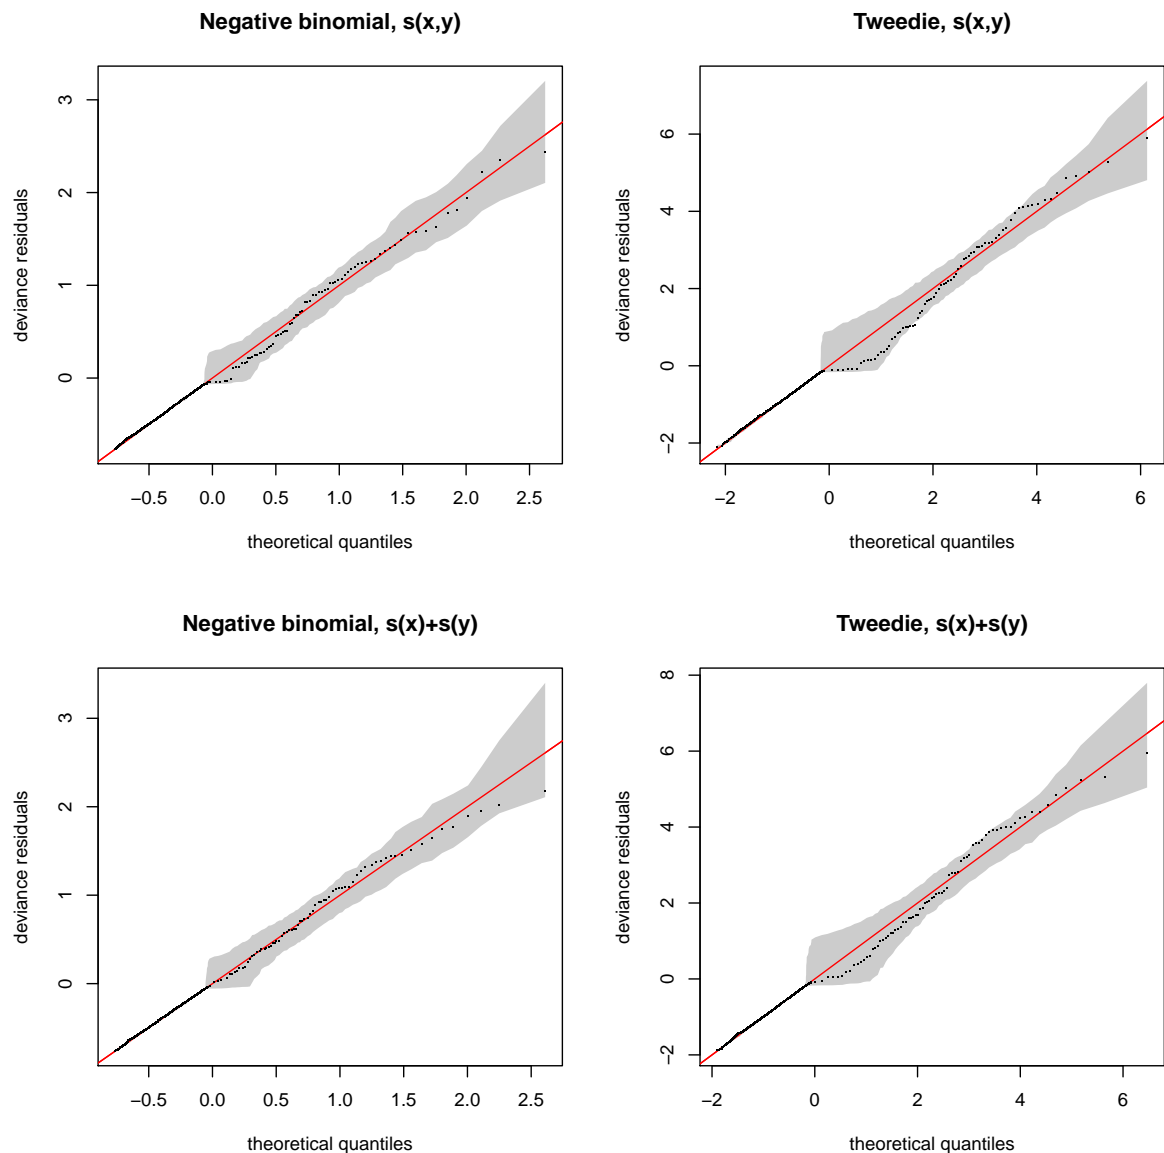 Negative binomial, s(x,y)
3
2
1
0
deviance residuals
−0.5 0.0 0.5 1.0 1.5 2.0 2.5
theoretical quantiles
Tweedie, s(x,y)
6
4
2
0
−2
deviance residuals
−2 0 2 4 6
theoretical quantiles
Negative binomial, s(x)+s(y)
3
2
1
0
deviance residuals
−0.5 0.0 0.5 1.0 1.5 2.0 2.5
theoretical quantiles
Tweedie, s(x)+s(y)
8
6
4
2
0
−2
deviance residuals
−2 0 2 4 6
theoretical quantiles